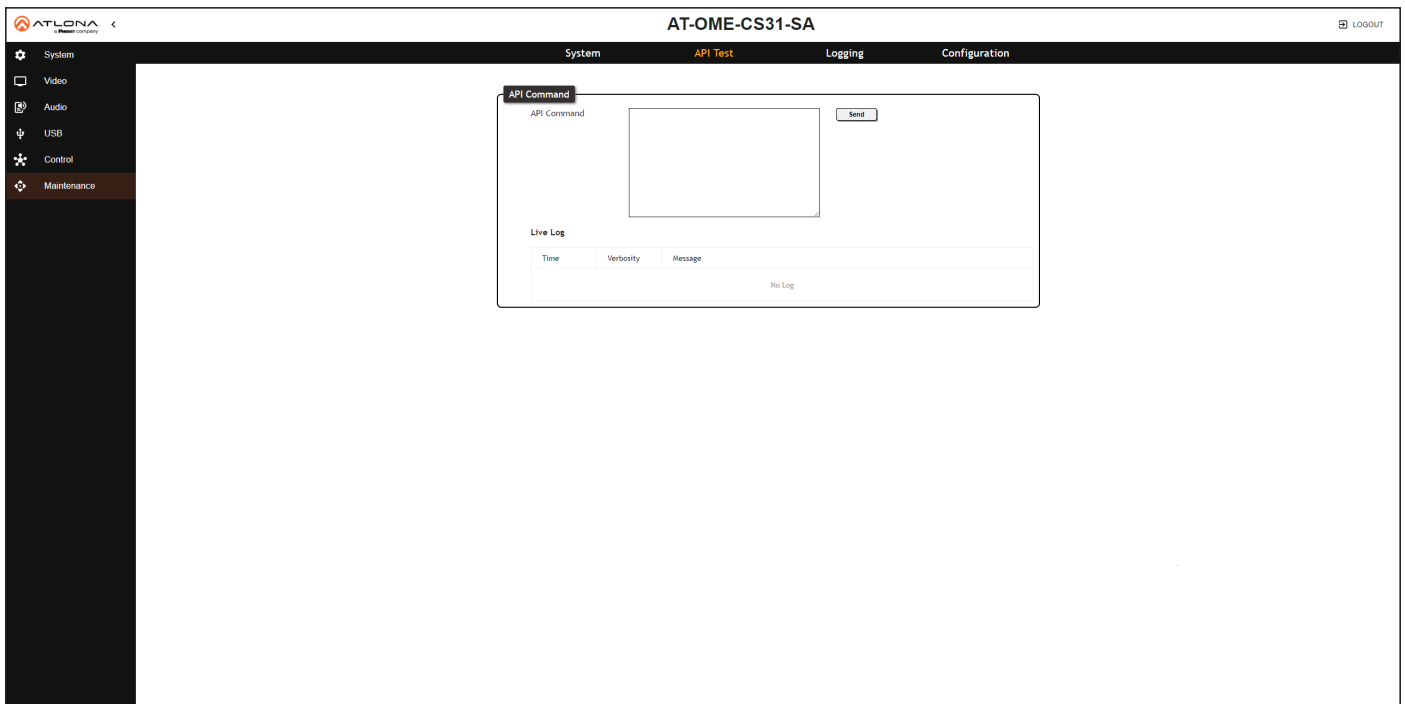 ATLONA
a Panduit company
AT-OME-CS31-SA
LOGOUT
System
Video
Audio
USB
Control
Maintenance
System
API Test
Logging
Configuration
API Command
API Command
Send
Live Log
Time Verbosity Message
No Log